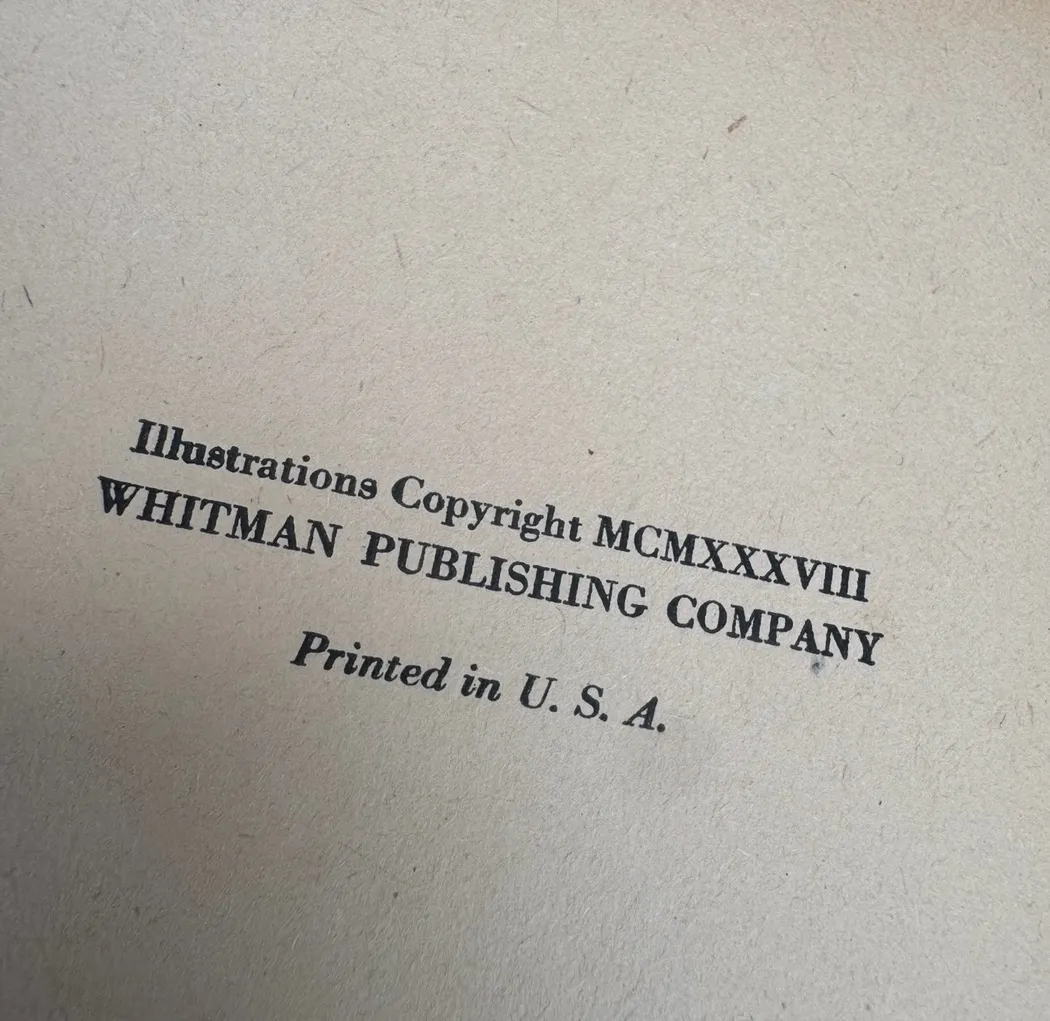 Illustrations Copyright MCMXXXVIII
WHITMAN PUBLISHING COMPANY
Printed in U. S. A.